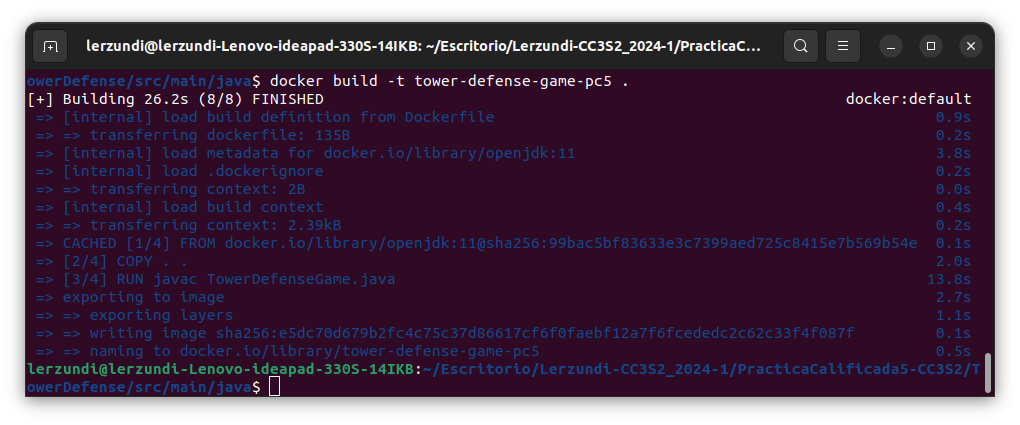 lerzundi@lerzundi-Lenovo-ideapad-330S-14IKB: ~/Escritorio/Lerzundi-CC3S2_2024-1/PracticaC...
owerDefense/src/main/java$ docker build -t tower-defense-game-pc5 .
[+] Building 26.2s (8/8) FINISHED docker:default
=> [internal] load build definition from Dockerfile 0.9s
=> => transferring dockerfile: 135B 0.2s
=> [internal] load metadata for docker.io/library/openjdk:11 3.8s
=> [internal] load .dockerignore 0.2s
=> => transferring context: 2B 0.0s
=> [internal] load build context 0.4s
=> => transferring context: 2.39kB 0.2s
=> CACHED [1/4] FROM docker.io/library/openjdk:11@sha256:99bac5bf83633e3c7399aed725c8415e7b569b54e 0.1s
=> [2/4] COPY . . 2.0s
=> [3/4] RUN javac TowerDefenseGame.java 13.8s
=> exporting to image 2.7s
=> => exporting layers 1.1s
=> => writing image sha256:e5dc70d679b2fc4c75c37d86617cf6f0faebf12a7f6fcededc2c62c33f4f087f 0.1s
=> => naming to docker.io/library/tower-defense-game-pc5 0.5s
lerzundi@lerzundi-Lenovo-ideapad-330S-14IKB:~/Escritorio/Lerzundi-CC3S2_2024-1/PracticaCalificada5-CC3S2/T
owerDefense/src/main/java$